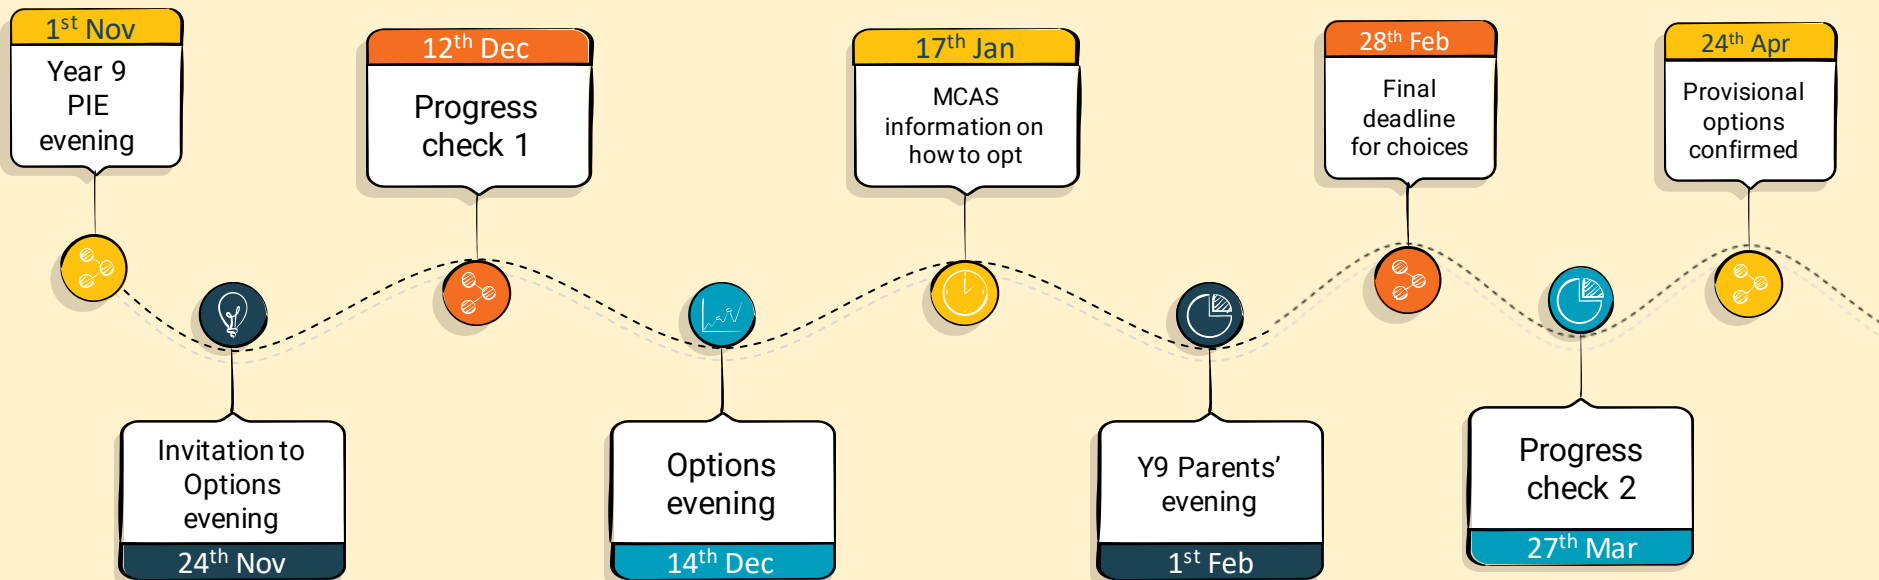 1st Nov
Year 9
PIE
evening
Invitation to
Options
evening
24th Nov
12th Dec
Progress
check 1
Options
evening
14th Dec
17th Jan
MCAS
information on
how to opt
Y9 Parents’
evening
1st Feb
28th Feb
Final
deadline
for choices
Progress
check 2
27th Mar
24th Apr
Provisional
options
confirmed